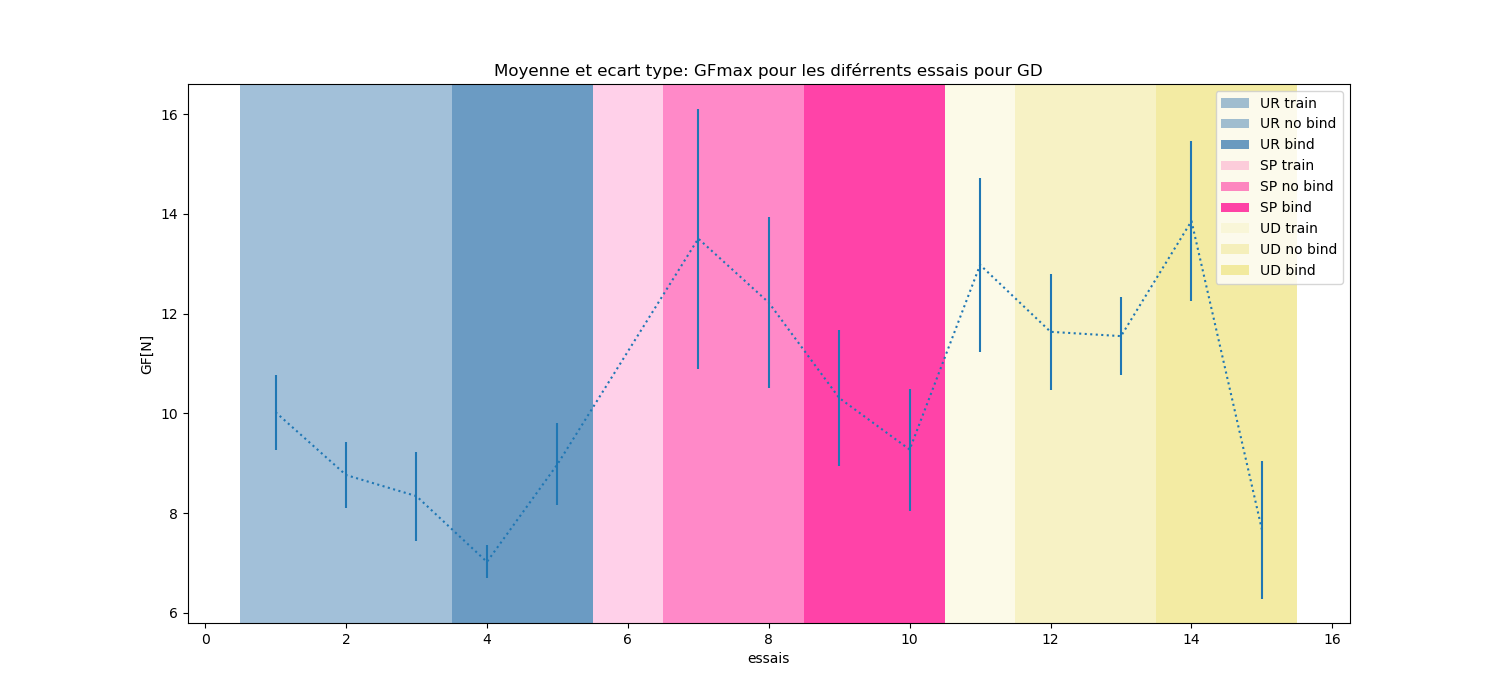 Moyenne et ecart type: GFmax pour les diférrents essais pour GD
16
14
12
10
8
6
GF[N]
0
2
4
6
8
10
12
14
16
essais
UR train
UR no bind
UR bind
SP train
SP no bind
SP bind
UD train
UD no bind
UD bind